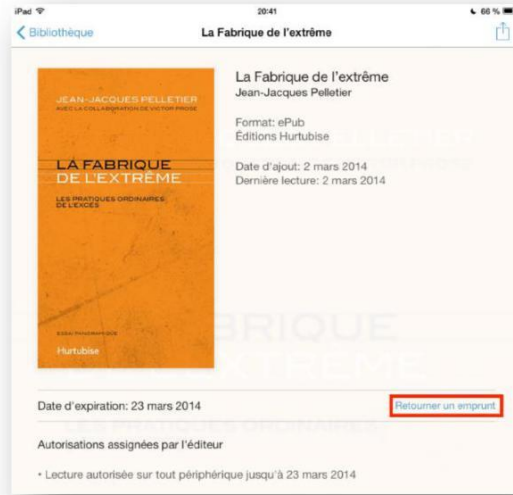 iPad 20:41 66 %
Bibliothèque La Fabrique de l'extrême
JEAN-JACQUES PELLETIER
AVEC LA COLLABORATION DE VICTOR PROSE
LA FABRIQUE
DE L'EXTRÊME
LES PRATIQUES ORDINAIRES
DE L'EXCÈS
Hurtubise
La Fabrique de l'extrême
Jean-Jacques Pelletier
Format: ePub
Éditions Hurtubise
Date d'ajout: 2 mars 2014
Dernière lecture: 2 mars 2014
Date d'expiration: 23 mars 2014 Retourner un emprunt
Autorisations assignées par l'éditeur
• Lecture autorisée sur tout périphérique jusqu'à 23 mars 2014